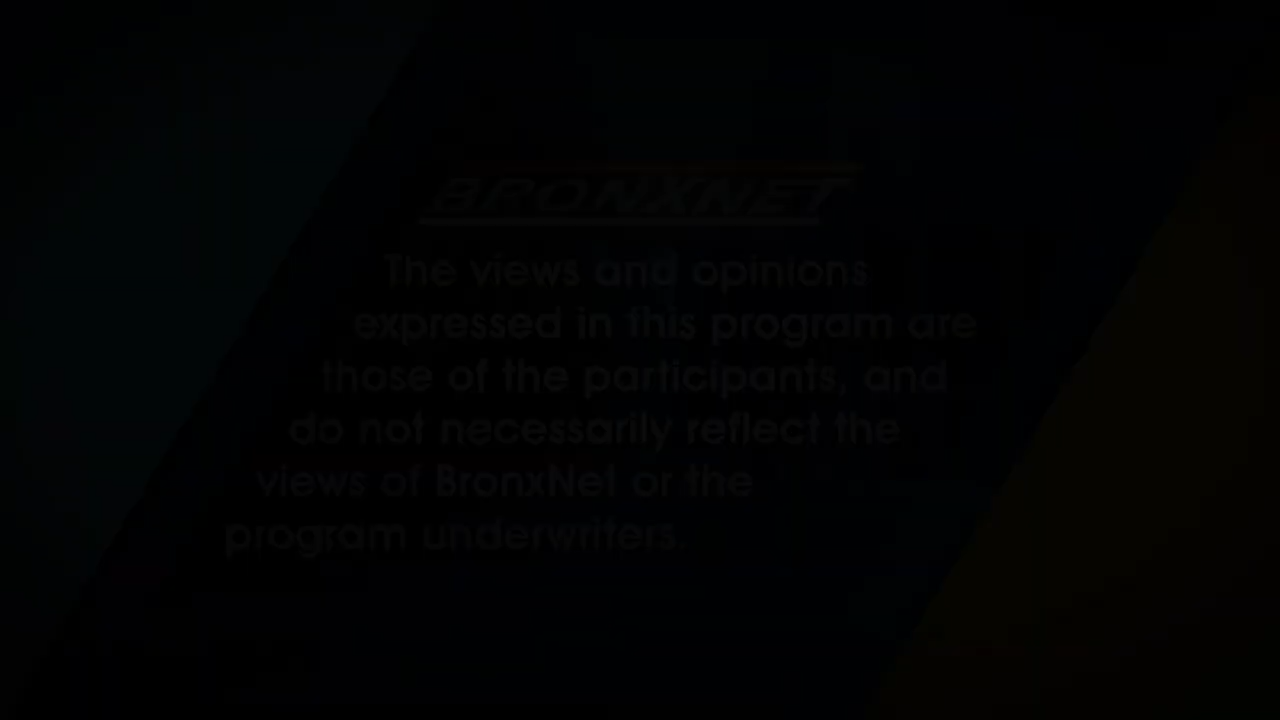 BRONXNET
The views and opinions
expressed in this program are
those of the participants, and
do not necessarily reflect the
views of BronxNet or the
program underwriters.